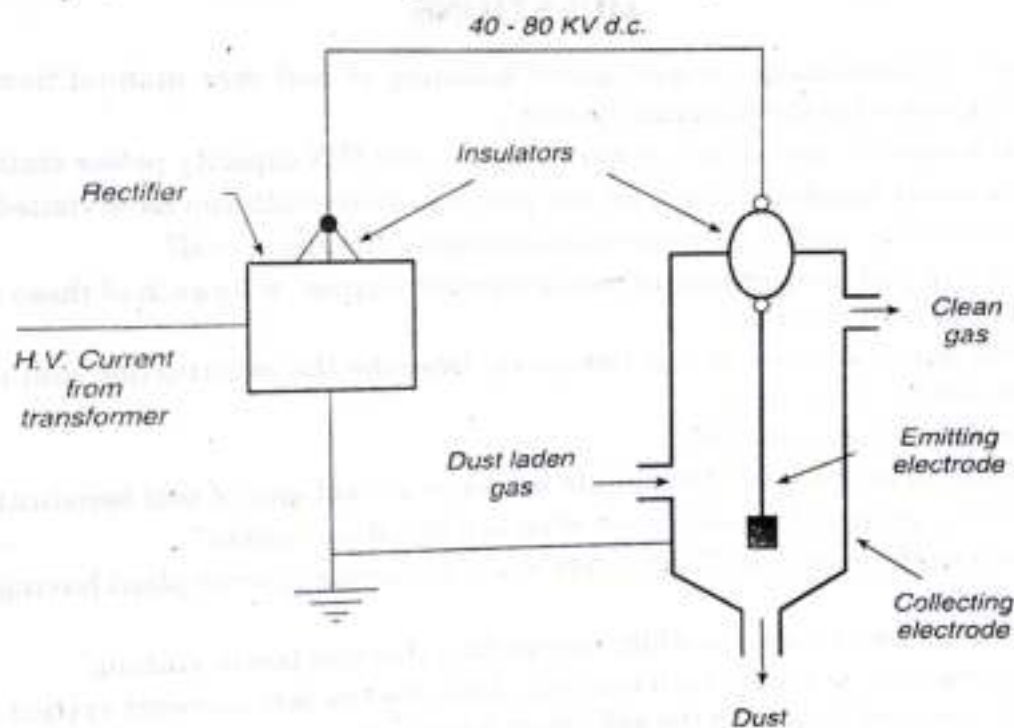 40 - 80 KV d.c.
Insulators
Rectifier
H.V. Current
from
transformer
Clean
gas
Emitting
electrode
Dust laden
gas
Collecting
electrode
Dust